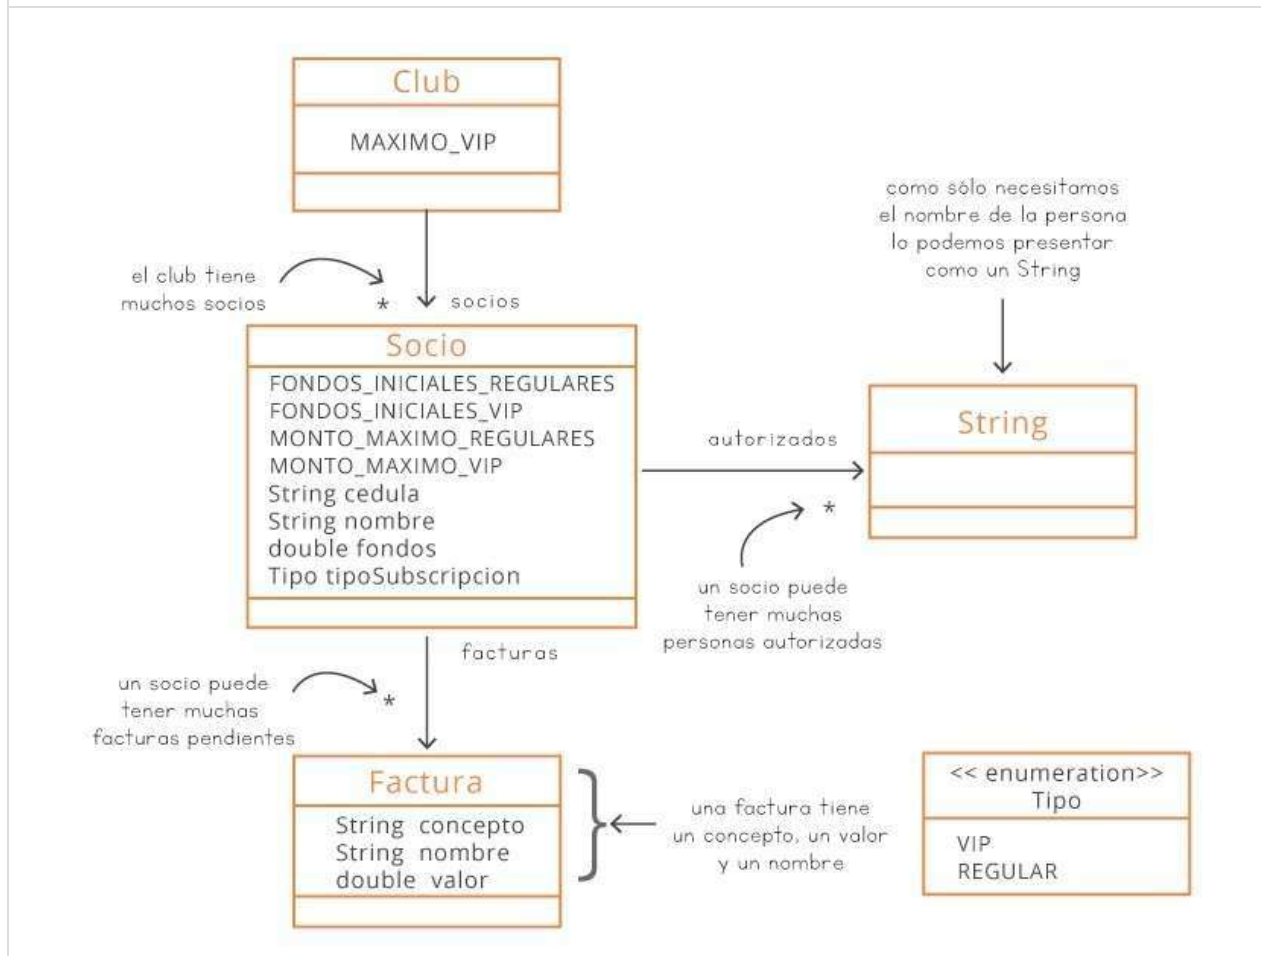 Club
MAXIMO_VIP
como sólo necesitamos
el nombre de la persona
lo podemos presentar
como un String
el club tiene
muchos socios
*
socios
Socio
FONDOS_INICIALES_REGULARES
FONDOS_INICIALES_VIP
MONTO_MAXIMO_REGULARES
MONTO_MAXIMO_VIP
String cedula
String nombre
double fondos
Tipo tipoSubscripcion
autorizados
*
String
un socio puede
tener muchas
personas autorizadas
facturas
un socio puede
tener muchas
facturas pendientes
*
Factura
String concepto
String nombre
double valor
una factura tiene
un concepto, un valor
y un nombre
<< enumeration>>
Tipo
VIP
REGULAR